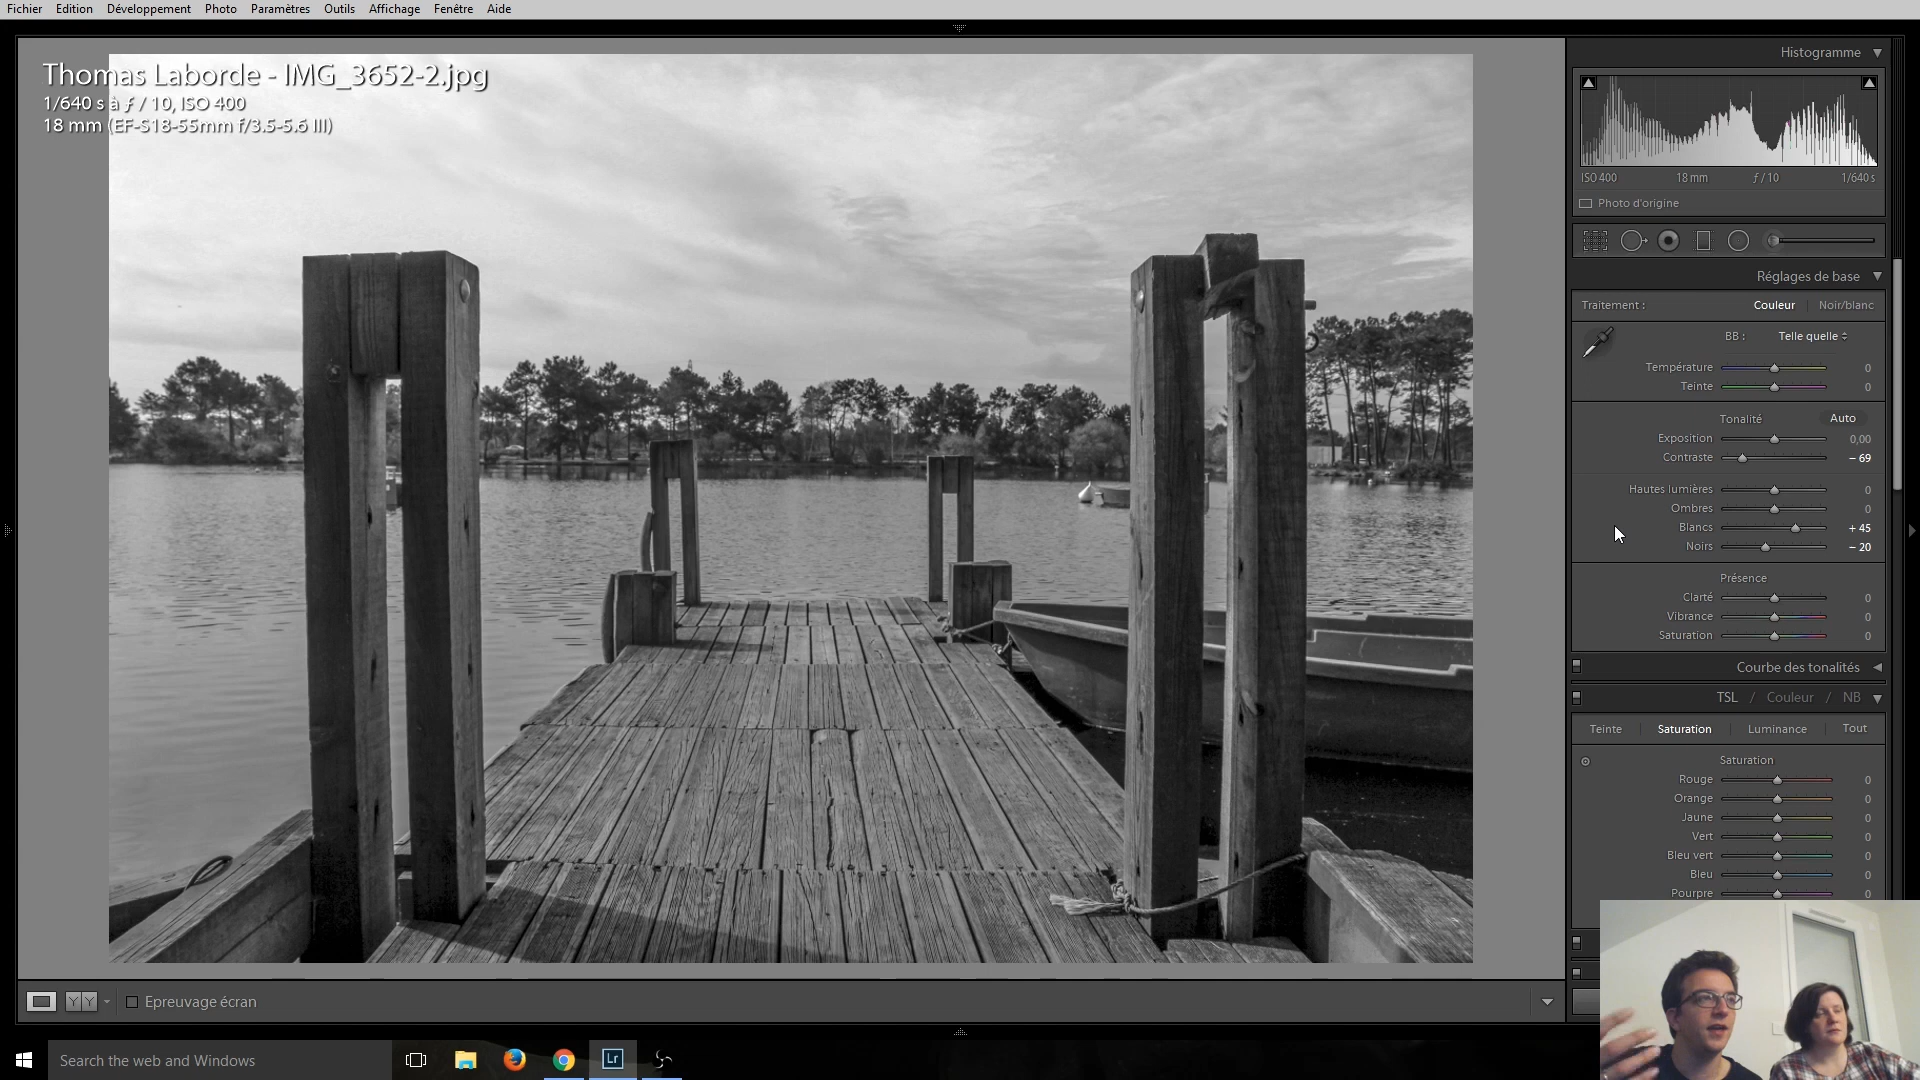 Fichier Edition Développement Photo Paramètres Outils Affichage Fenêtre Aide
Thomas Laborde - IMG_3652-2.jpg
1/640 s à ƒ / 10, ISO 400
18 mm (EF-S18-55mm f/3.5-5.6 III)
Histogramme
ISO 400 18 mm ƒ / 10 1/640 s
Photo d'origine
Réglages de base
Traitement : Couleur Noir/blanc
BB : Telle quelle
Température 0
Teinte 0
Tonalité Auto
Exposition 0,00
Contraste – 69
Hautes lumières 0
Ombres 0
Blancs + 45
Noirs – 20
Présence
Clarté 0
Vibrance 0
Saturation 0
Courbe des tonalités
TSL / Couleur / NB
Teinte Saturation Luminance Tout
Saturation
Rouge 0
Orange 0
Jaune 0
Vert 0
Bleu vert 0
Bleu 0
Pourpre 0
YY Epreuvage écran
Search the web and Windows
Lr